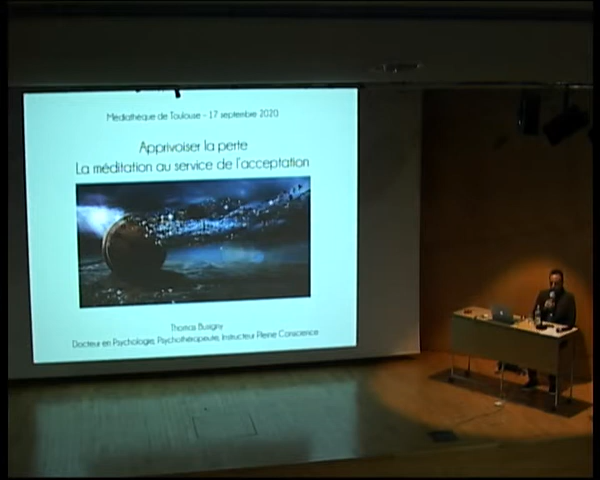 Médiathèque de Toulouse - 17 septembre 2020
Apprivoiser la perte
La méditation au service de l'acceptation
Thomas Busigny
Docteur en Psychologie, Psychothérapeute, Instructeur Pleine Conscience